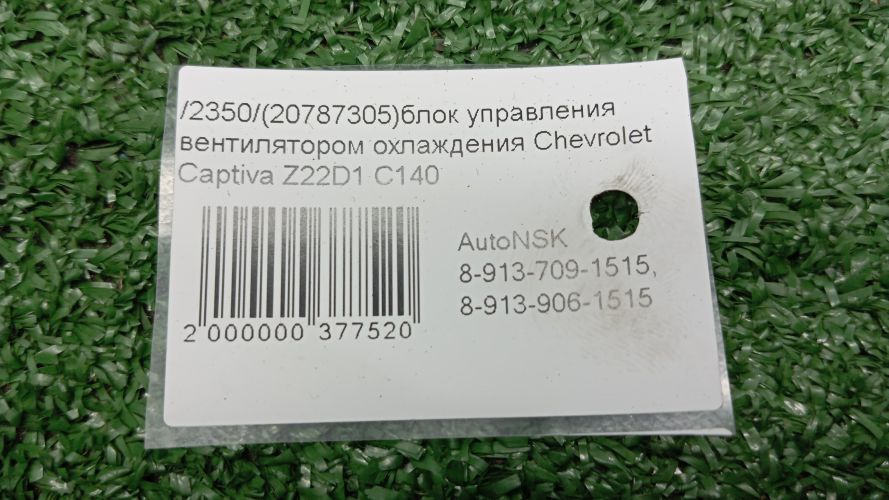 /2350/(20787305)блок управления
вентилятором охлаждения Chevrolet
Captiva Z22D1 C140
AutoNSK
8-913-709-1515,
8-913-906-1515
2 000000 377520